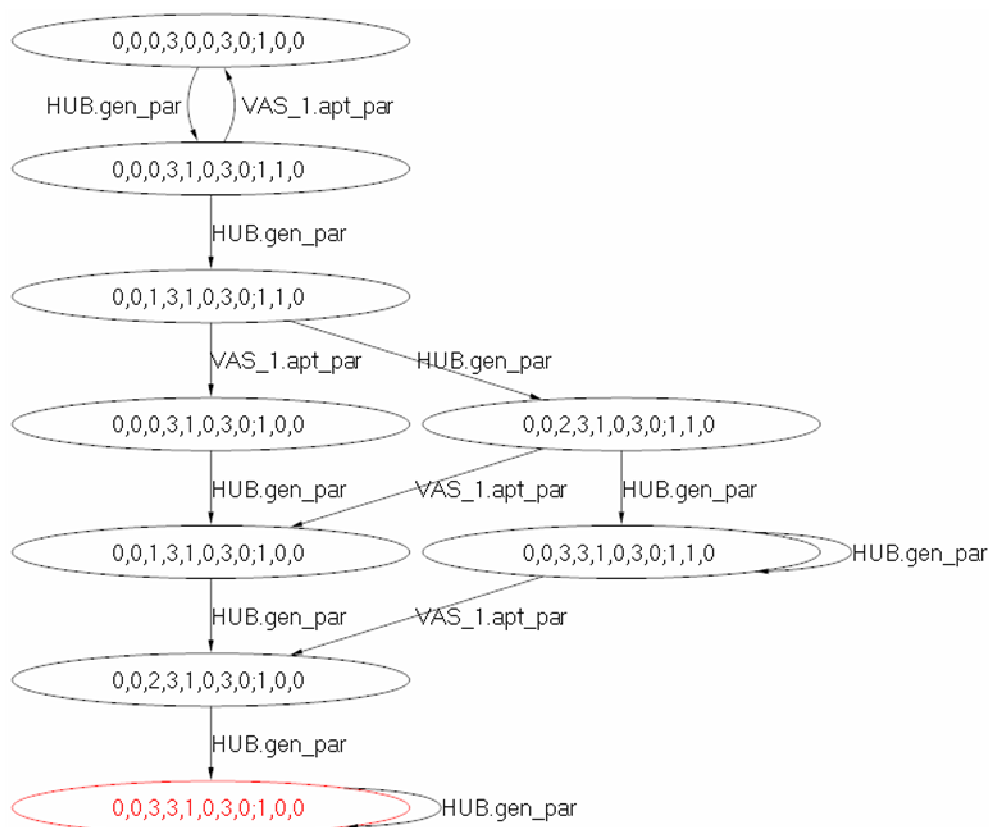 0,0,0,3,0,0,3,0;1,0,0
HUB.gen_par VAS_1.apt_par
0,0,0,3,1,0,3,0;1,1,0
HUB.gen_par
0,0,1,3,1,0,3,0;1,1,0
VAS_1.apt_par HUB.gen_par
0,0,0,3,1,0,3,0;1,0,0 0,0,2,3,1,0,3,0;1,1,0
HUB.gen_par VAS_1.apt_par HUB.gen_par
0,0,1,3,1,0,3,0;1,0,0 0,0,3,3,1,0,3,0;1,1,0 HUB.gen_par
HUB.gen_par VAS_1.apt_par
0,0,2,3,1,0,3,0;1,0,0
HUB.gen_par
0,0,3,3,1,0,3,0;1,0,0 HUB.gen_par